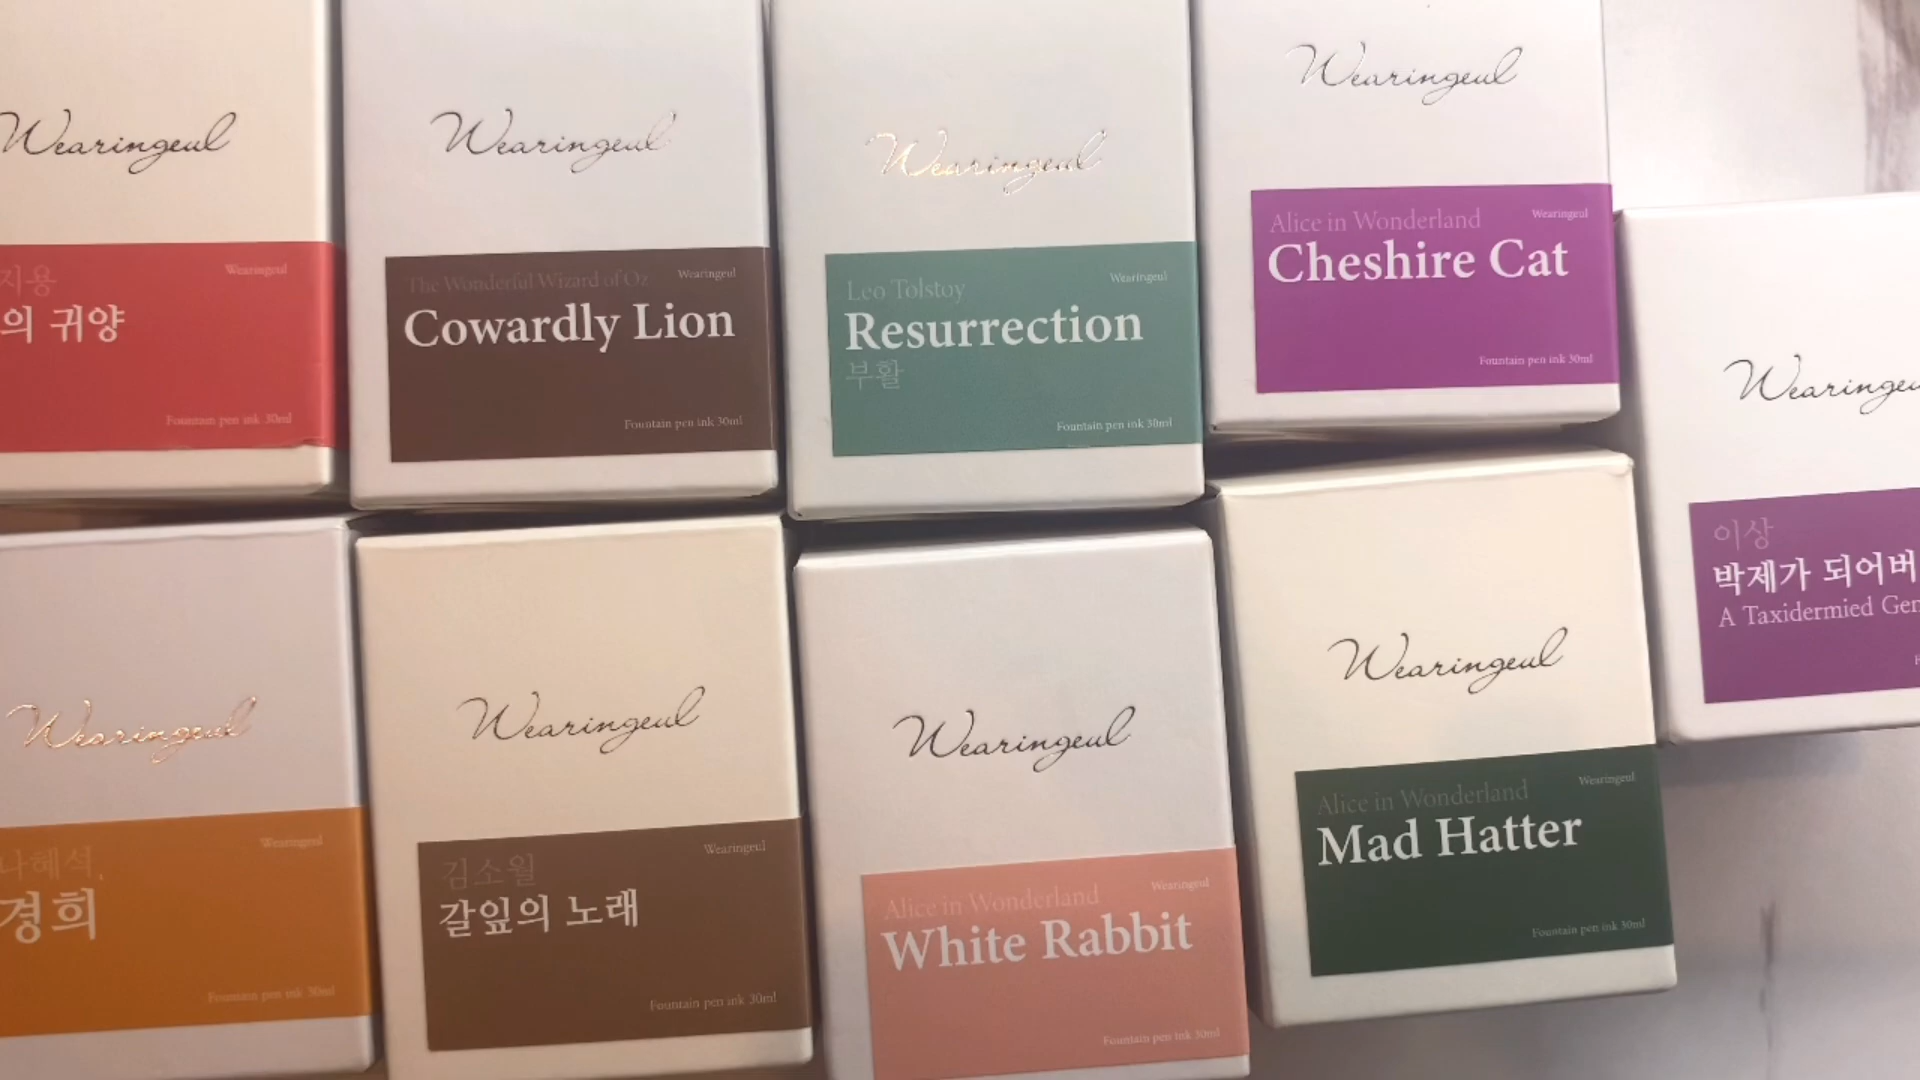 Wearingeul
지용
Wearingeul
의 귀양
Fountain pen ink 30ml
Wearingeul
The Wonderful Wizard of Oz
Wearingeul
Cowardly Lion
Fountain pen ink 30ml
Wearingeul
Leo Tolstoy
Wearingeul
Resurrection
부활
Fountain pen ink 30ml
Wearingeul
Alice in Wonderland
Wearingeul
Cheshire Cat
Fountain pen ink 30ml
Wearingeu
이상
박제가 되어버
A Taxidermied Gen
Wearingeul
나혜석,
Wearingeul
경희
Fountain pen ink 30ml
Wearingeul
김소월
Wearingeul
갈잎의 노래
Fountain pen ink 30ml
Wearingeul
Alice in Wonderland
Wearingeul
White Rabbit
Fountain pen ink 30ml
Wearingeul
Alice in Wonderland
Wearingeul
Mad Hatter
Fountain pen ink 30ml